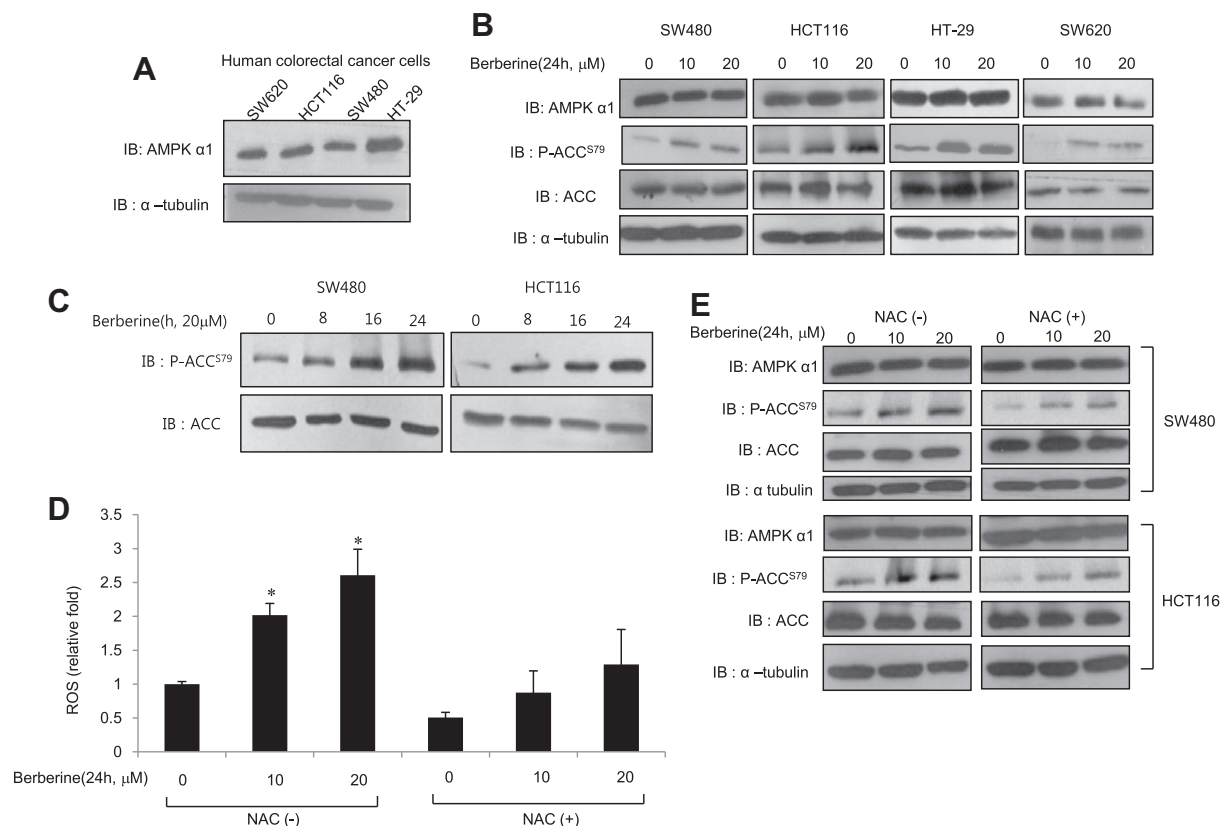 A
Human colorectal cancer cells
SW620 HCT116 SW480 HT-29
IB: AMPK α1
IB : α –tubulin
B
SW480 HCT116 HT-29 SW620
Berberine(24h, μM) 0 10 20 0 10 20 0 10 20 0 10 20
IB: AMPK α1
IB : P-ACCS79
IB : ACC
IB : α –tubulin
C
SW480 HCT116
Berberine(h, 20μM) 0 8 16 24 0 8 16 24
IB : P-ACCS79
IB : ACC
D
ROS (relative fold)
3.5
3
2.5
2
1.5
1
0.5
0
* *
Berberine(24h, μM) 0 10 20 0 10 20
NAC (-) NAC (+)
E
NAC (-) NAC (+)
Berberine(24h, μM) 0 10 20 0 10 20
IB: AMPK α1
IB : P-ACCS79
IB : ACC
IB : α tubulin
SW480
IB: AMPK α1
IB : P-ACCS79
IB : ACC
IB : α –tubulin
HCT116